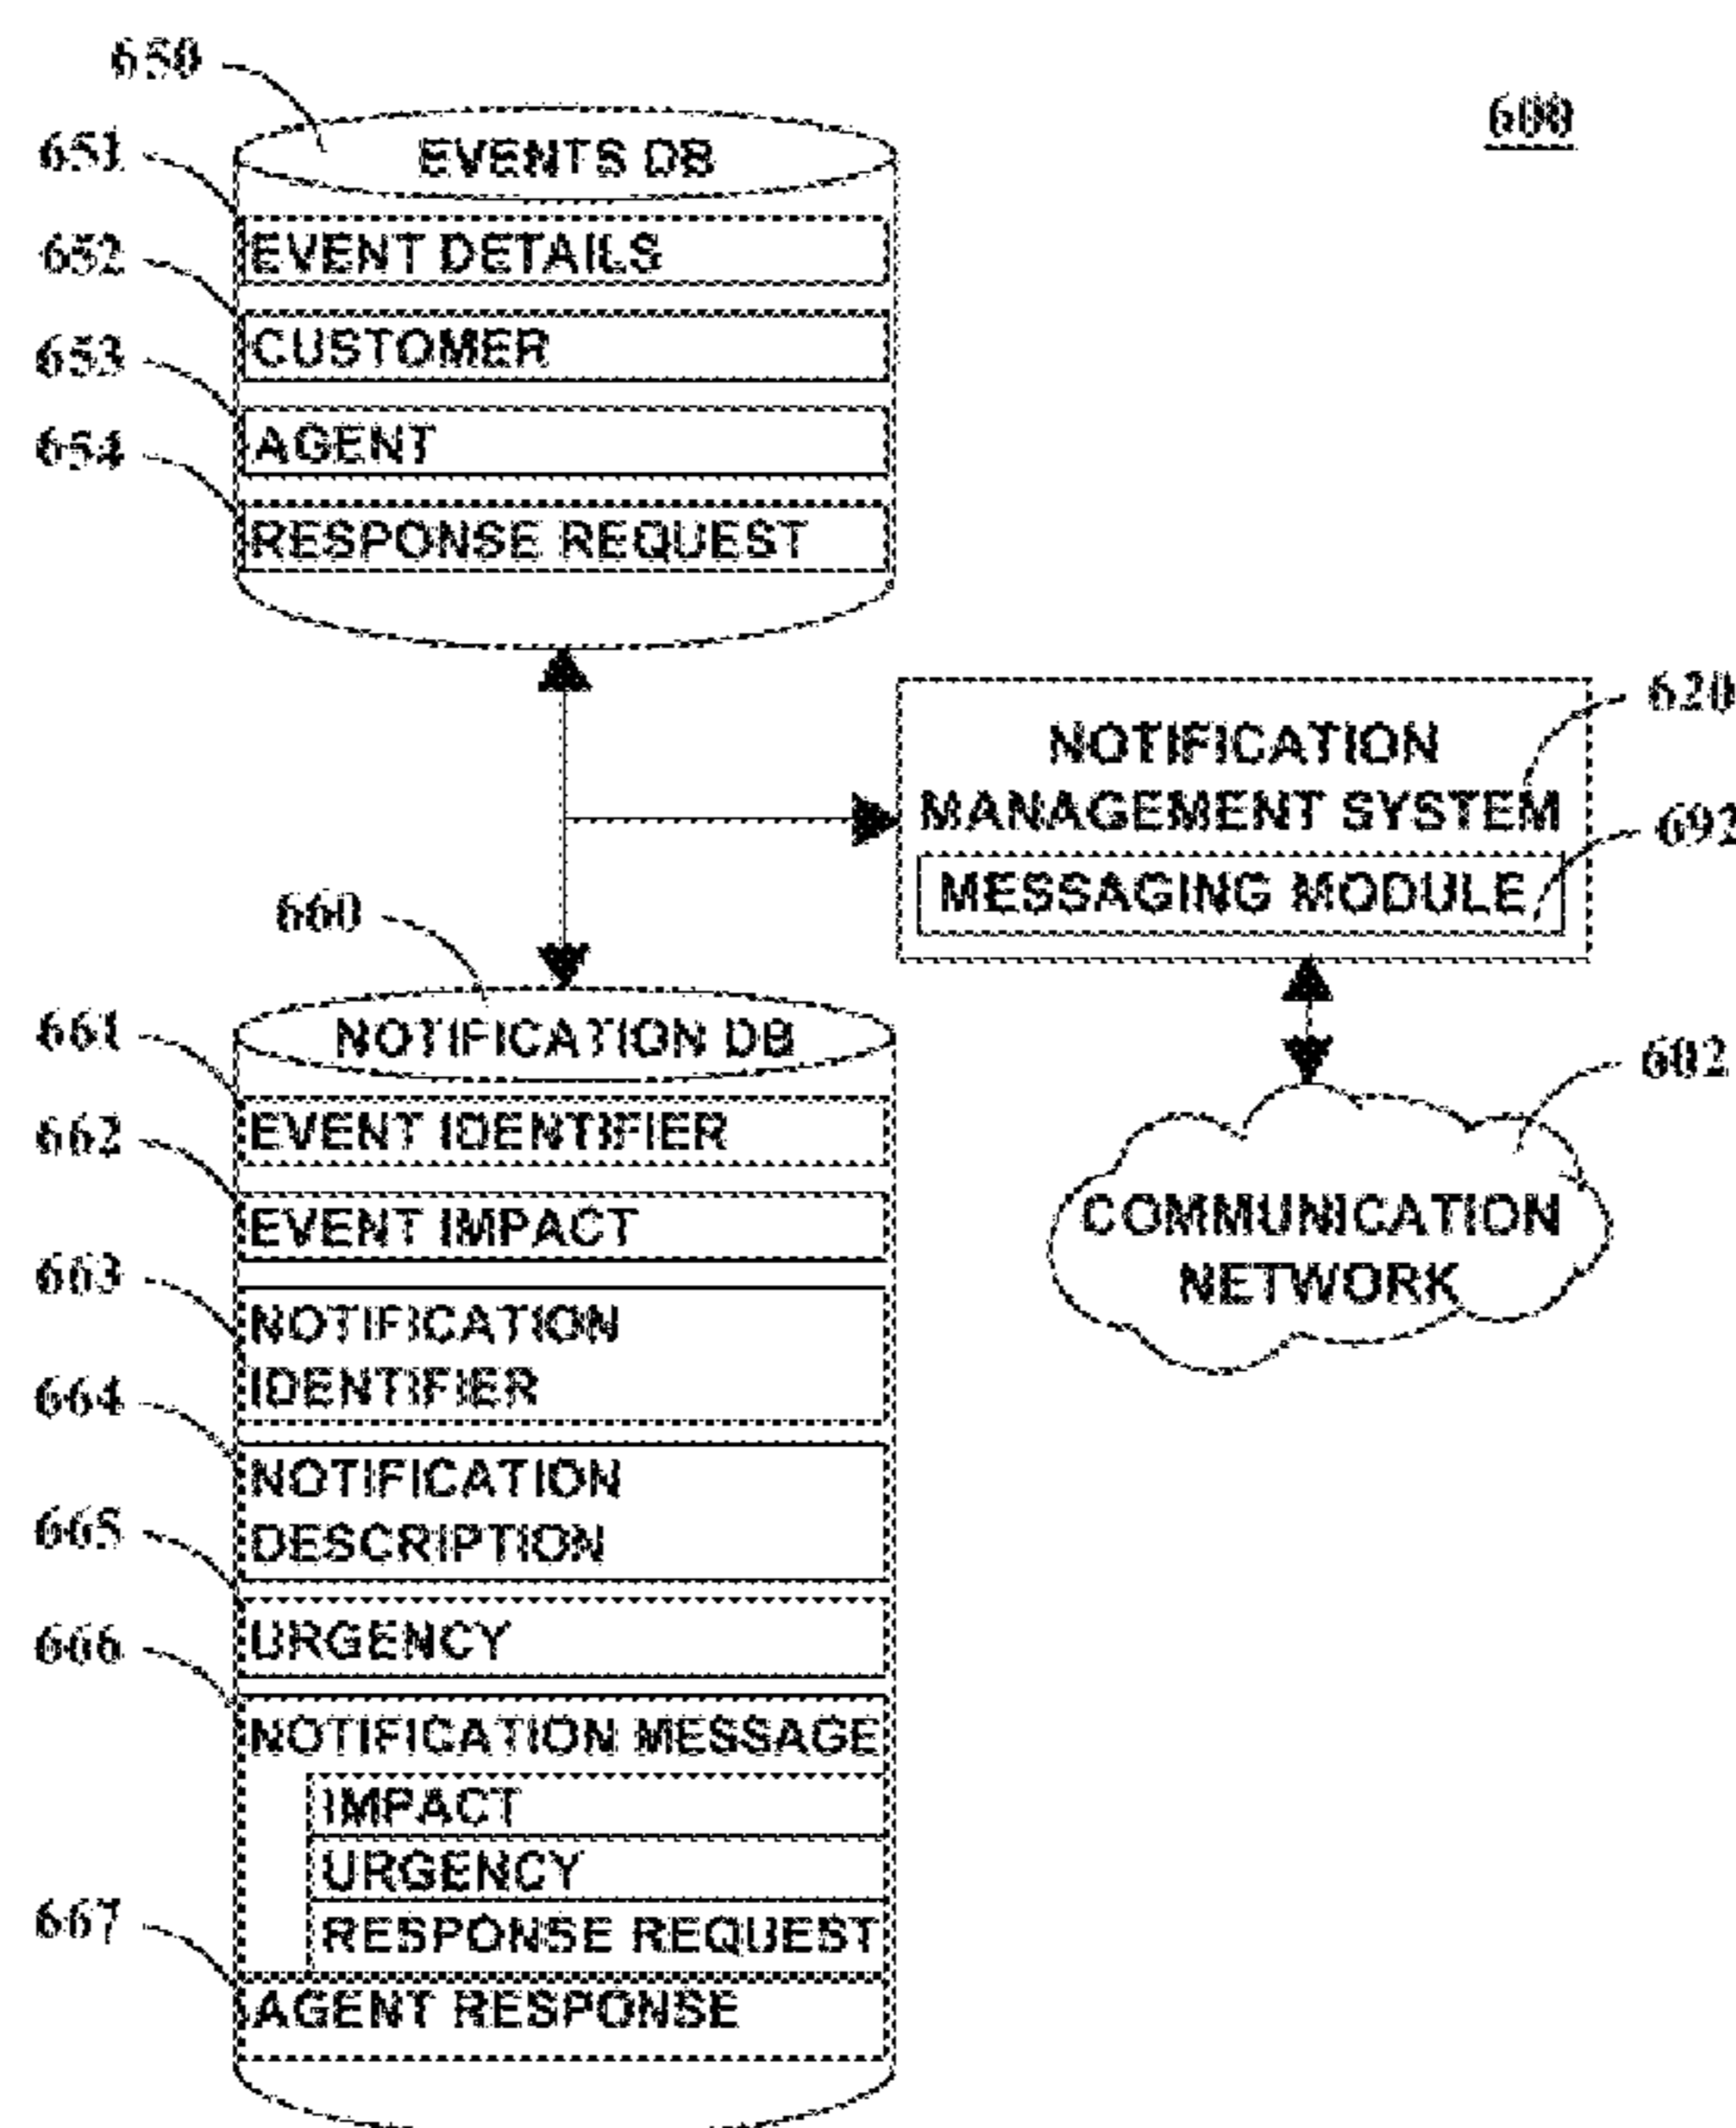 650
600
651
EVENTS DB
652
EVENT DETAILS
653
CUSTOMER
654
AGENT
RESPONSE REQUEST
620
NOTIFICATION
MANAGEMENT SYSTEM
692
MESSAGING MODULE
660
661
NOTIFICATION DB
602
662
EVENT IDENTIFIER
EVENT IMPACT
COMMUNICATION
NETWORK
663
NOTIFICATION
IDENTIFIER
664
NOTIFICATION
DESCRIPTION
665
URGENCY
666
NOTIFICATION MESSAGE
IMPACT
URGENCY
RESPONSE REQUEST
667
AGENT RESPONSE